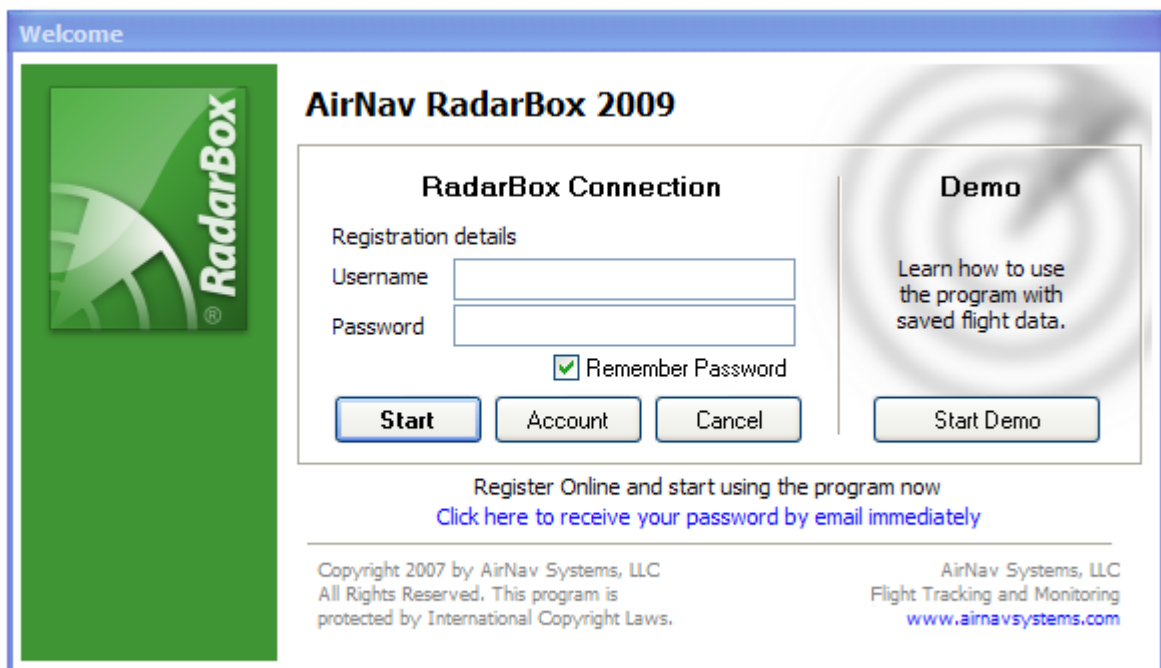 Welcome
® RadarBox
AirNav RadarBox 2009
RadarBox Connection
Registration details
Username
Password
Remember Password
Start
Account
Cancel
Demo
Learn how to use
the program with
saved flight data.
Start Demo
Register Online and start using the program now
Click here to receive your password by email immediately
Copyright 2007 by AirNav Systems, LLC
All Rights Reserved. This program is
protected by International Copyright Laws.
AirNav Systems, LLC
Flight Tracking and Monitoring
www.airnavsystems.com